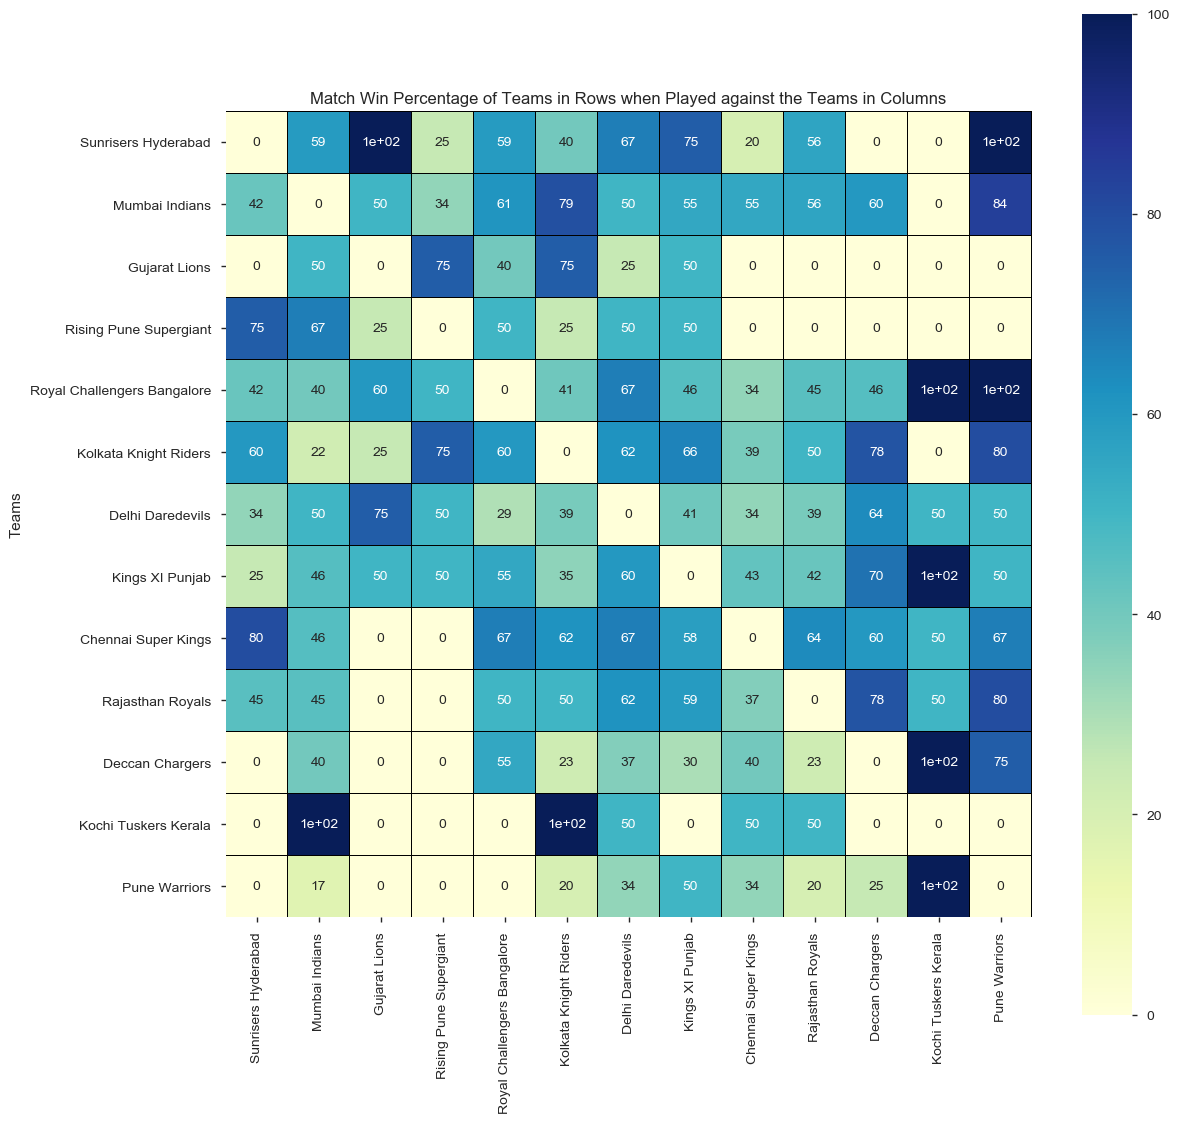 Match Win Percentage of Teams in Rows when Played against the Teams in Columns
Teams
Sunrisers Hyderabad 0 59 1e+02 25 59 40 67 75 20 56 0 0 1e+02
Mumbai Indians 42 0 50 34 61 79 50 55 55 56 60 0 84
Gujarat Lions 0 50 0 75 40 75 25 50 0 0 0 0 0
Rising Pune Supergiant 75 67 25 0 50 25 50 50 0 0 0 0 0
Royal Challengers Bangalore 42 40 60 50 0 41 67 46 34 45 46 1e+02 1e+02
Kolkata Knight Riders 60 22 25 75 60 0 62 66 39 50 78 0 80
Delhi Daredevils 34 50 75 50 29 39 0 41 34 39 64 50 50
Kings XI Punjab 25 46 50 50 55 35 60 0 43 42 70 1e+02 50
Chennai Super Kings 80 46 0 0 67 62 67 58 0 64 60 50 67
Rajasthan Royals 45 45 0 0 50 50 62 59 37 0 78 50 80
Deccan Chargers 0 40 0 0 55 23 37 30 40 23 0 1e+02 75
Kochi Tuskers Kerala 0 1e+02 0 0 0 1e+02 50 0 50 50 0 0 0
Pune Warriors 0 17 0 0 0 20 34 50 34 20 25 1e+02 0
Sunrisers Hyderabad
Mumbai Indians
Gujarat Lions
Rising Pune Supergiant
Royal Challengers Bangalore
Kolkata Knight Riders
Delhi Daredevils
Kings XI Punjab
Chennai Super Kings
Rajasthan Royals
Deccan Chargers
Kochi Tuskers Kerala
Pune Warriors
100
80
60
40
20
0